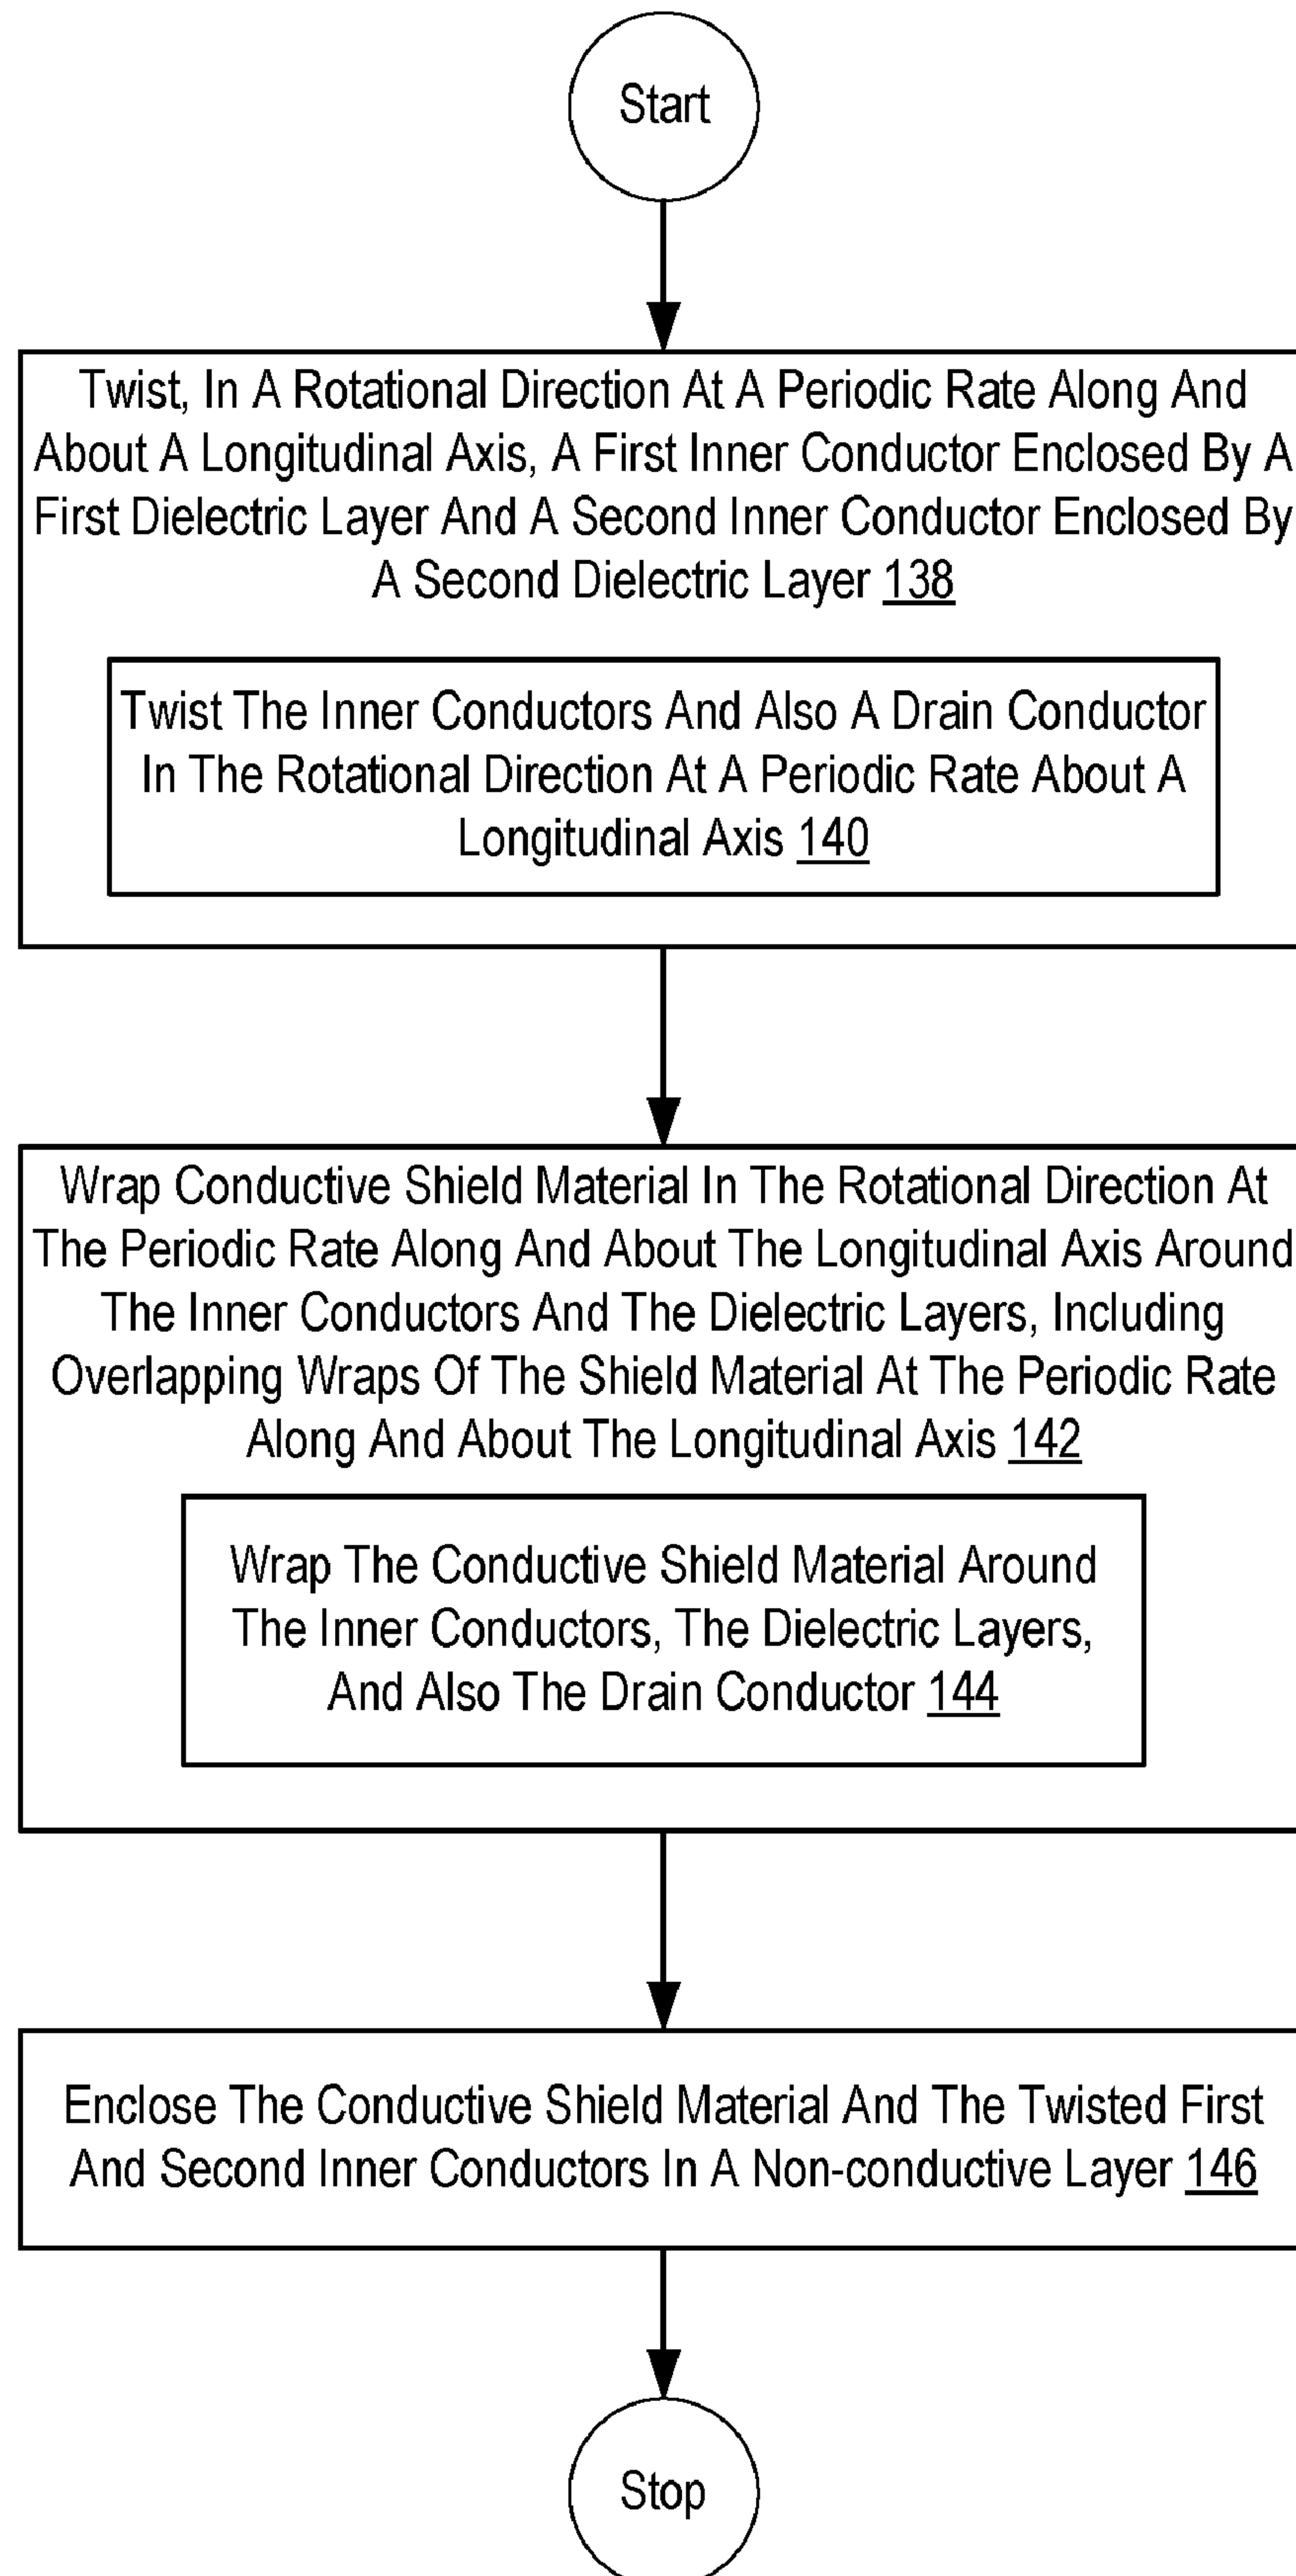 Start
Twist, In A Rotational Direction At A Periodic Rate Along And
About A Longitudinal Axis, A First Inner Conductor Enclosed By A
First Dielectric Layer And A Second Inner Conductor Enclosed By
A Second Dielectric Layer 138
Twist The Inner Conductors And Also A Drain Conductor
In The Rotational Direction At A Periodic Rate About A
Longitudinal Axis 140
Wrap Conductive Shield Material In The Rotational Direction At
The Periodic Rate Along And About The Longitudinal Axis Around
The Inner Conductors And The Dielectric Layers, Including
Overlapping Wraps Of The Shield Material At The Periodic Rate
Along And About The Longitudinal Axis 142
Wrap The Conductive Shield Material Around
The Inner Conductors, The Dielectric Layers,
And Also The Drain Conductor 144
Enclose The Conductive Shield Material And The Twisted First
And Second Inner Conductors In A Non-conductive Layer 146
Stop